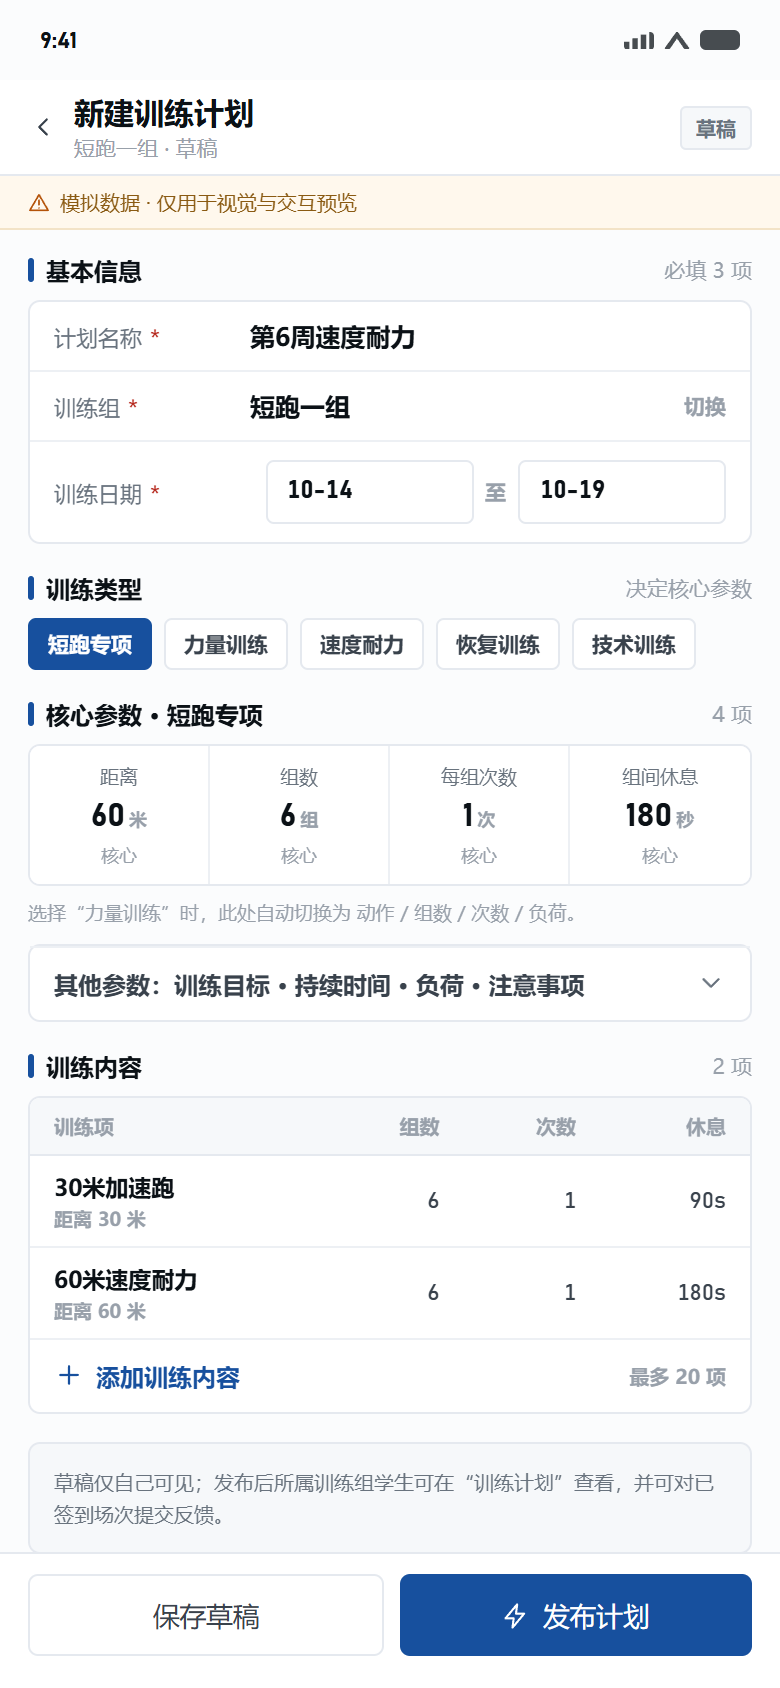 9:41
新建训练计划
短跑一组 · 草稿
草稿
模拟数据 · 仅用于视觉与交互预览
基本信息
必填 3 项
计划名称 *
第6周速度耐力
训练组 *
短跑一组
切换
训练日期 *
10-14
至
10-19
训练类型
决定核心参数
短跑专项
力量训练
速度耐力
恢复训练
技术训练
核心参数 • 短跑专项
4 项
距离
组数
每组次数
组间休息
60 米
6 组
1 次
180 秒
核心
核心
核心
核心
选择“力量训练”时，此处自动切换为 动作 / 组数 / 次数 / 负荷。
其他参数：训练目标 • 持续时间 • 负荷 • 注意事项
训练内容
2 项
训练项
组数
次数
休息
30米加速跑
距离 30 米
6
1
90s
60米速度耐力
距离 60 米
6
1
180s
添加训练内容
最多 20 项
草稿仅自己可见；发布后所属训练组学生可在“训练计划”查看，并可对已
签到场次提交反馈。
保存草稿
发布计划